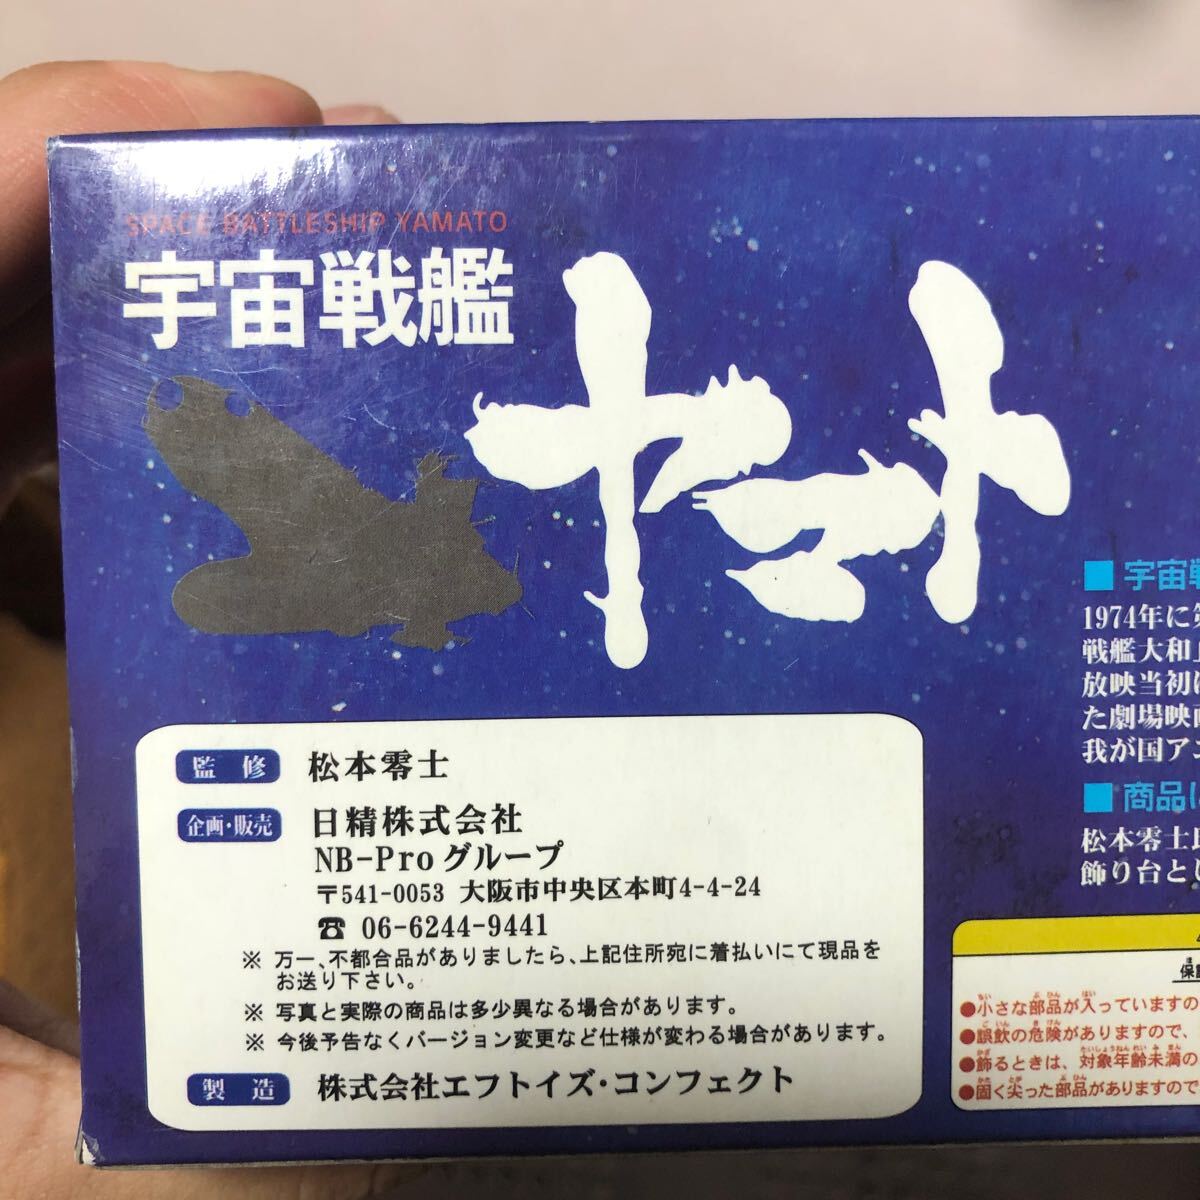 SPACE BATTLESHIP YAMATO
宇宙戦艦
ヤマト
監修 松本零士
企画・販売 日精株式会社
NB-Proグループ
〒541-0053 大阪市中央区本町4-4-24
☎ 06-6244-9441
※ 万一、不都合品がありましたら、上記住所宛に着払いにて現品を
お送り下さい。
※ 写真と実際の商品は多少異なる場合があります。
※ 今後予告なくバージョン変更など仕様が変わる場合があります。
製造 株式会社エフトイズ・コンフェクト
■ 宇宙戦
1974年に
戦艦大和
放映当初は
た劇場映画
我が国ア
■ 商品に
松本零士
飾り台とし
保護
●小さな部品が入っていますの
●誤飲の危険がありますので、
●飾るときは、対象年齢未満の
●固く尖った部品がありますので